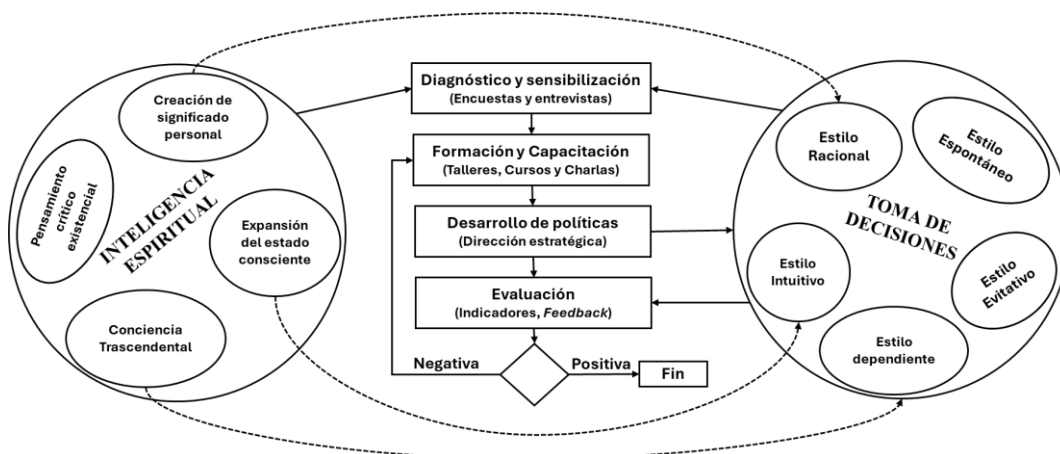 Creación de
significado
personal
Pensamiento
crítico
existencial
INTELIGENCIA
ESPIRITUAL
Expansión
del estado
consciente
Conciencia
Trascendental
Diagnóstico y sensibilización
(Encuestas y entrevistas)
Formación y Capacitación
(Talleres, Cursos y Charlas)
Desarrollo de políticas
(Dirección estratégica)
Evaluación
(Indicadores, Feedback)
Negativa
Positiva
Fin
Estilo
Racional
Estilo
Espontáneo
TOMA DE
DECISIONES
Estilo
Intuitivo
Estilo
Evitativo
Estilo
dependiente